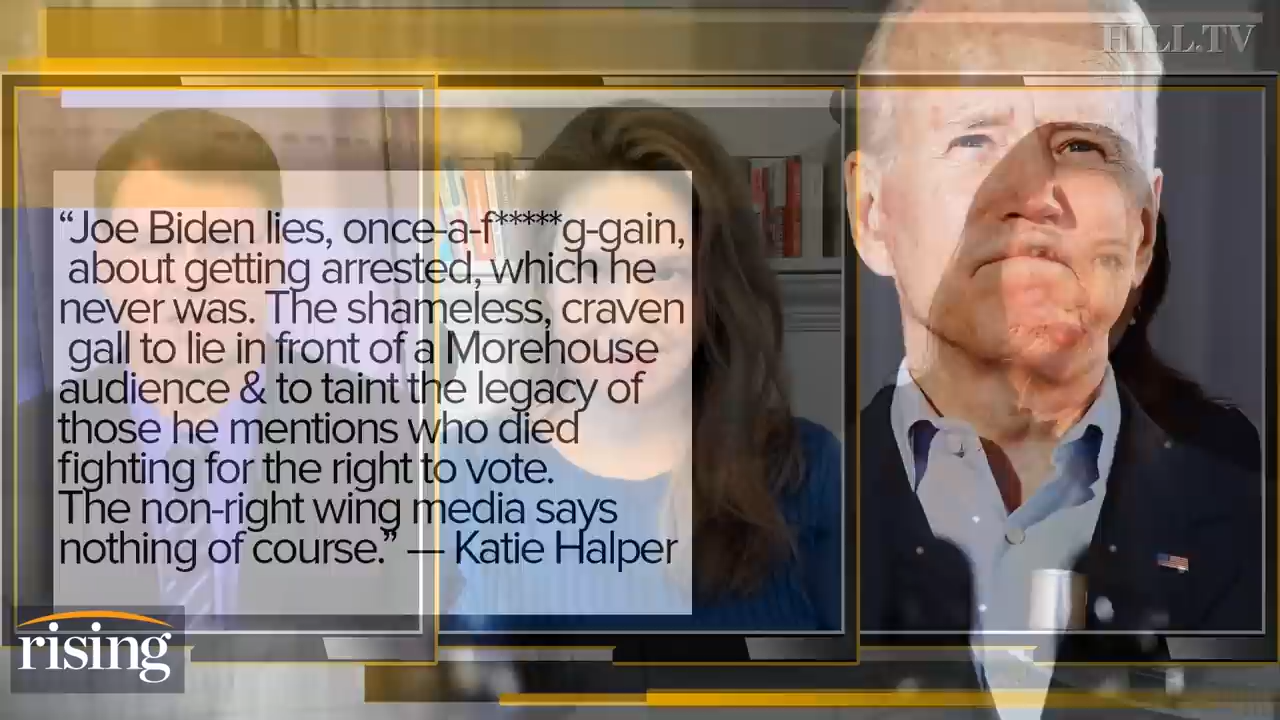 HILL.TV
“Joe Biden lies, once-a-f*****g-gain,
about getting arrested, which he
never was. The shameless, craven
gall to lie in front of a Morehouse
audience & to taint the legacy of
those he mentions who died
fighting for the right to vote.
The non-right wing media says
nothing of course.” — Katie Halper
rising